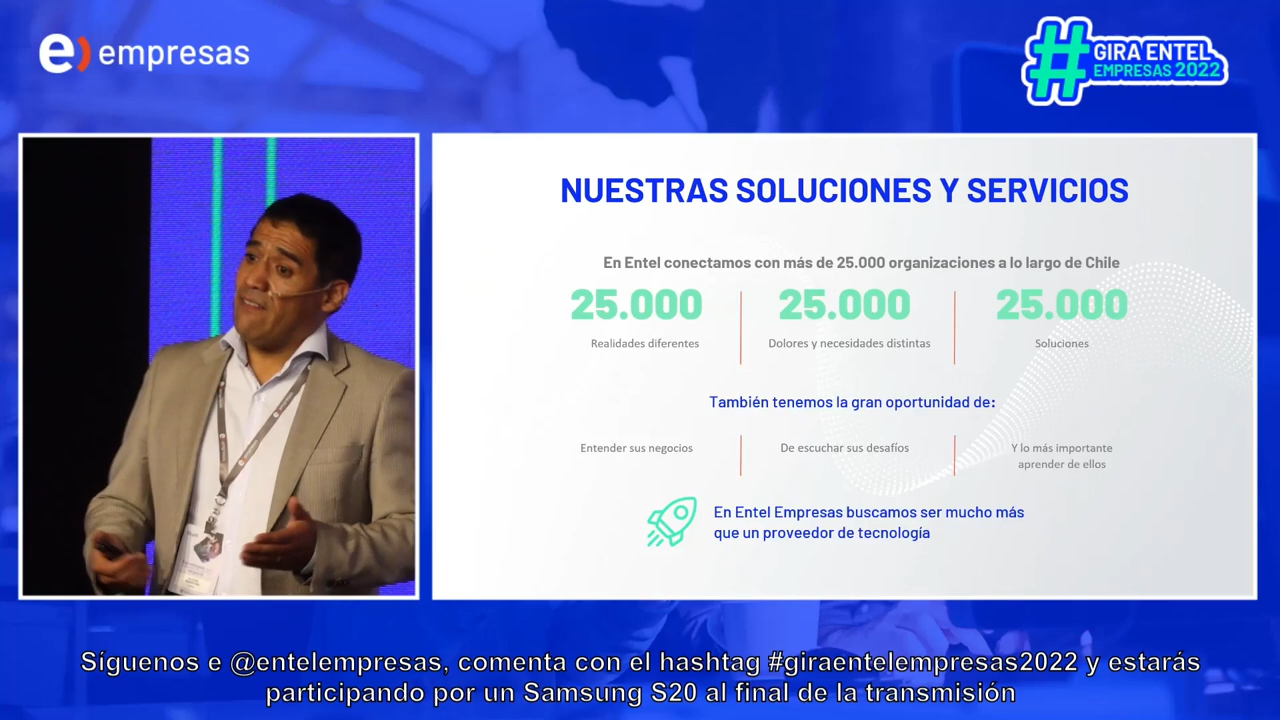 e) empresas
# GIRA ENTEL
EMPRESAS 2022
NUESTRAS SOLUCIONES Y SERVICIOS
En Entel conectamos con más de 25.000 organizaciones a lo largo de Chile
25.000 25.000 25.000
Realidades diferentes Dolores y necesidades distintas Soluciones
También tenemos la gran oportunidad de:
Entender sus negocios De escuchar sus desafíos Y lo más importante
aprender de ellos
En Entel Empresas buscamos ser mucho más
que un proveedor de tecnología
Síguenos e @entelempresas, comenta con el hashtag #giraentelempresas2022 y estarás
participando por un Samsung S20 al final de la transmisión